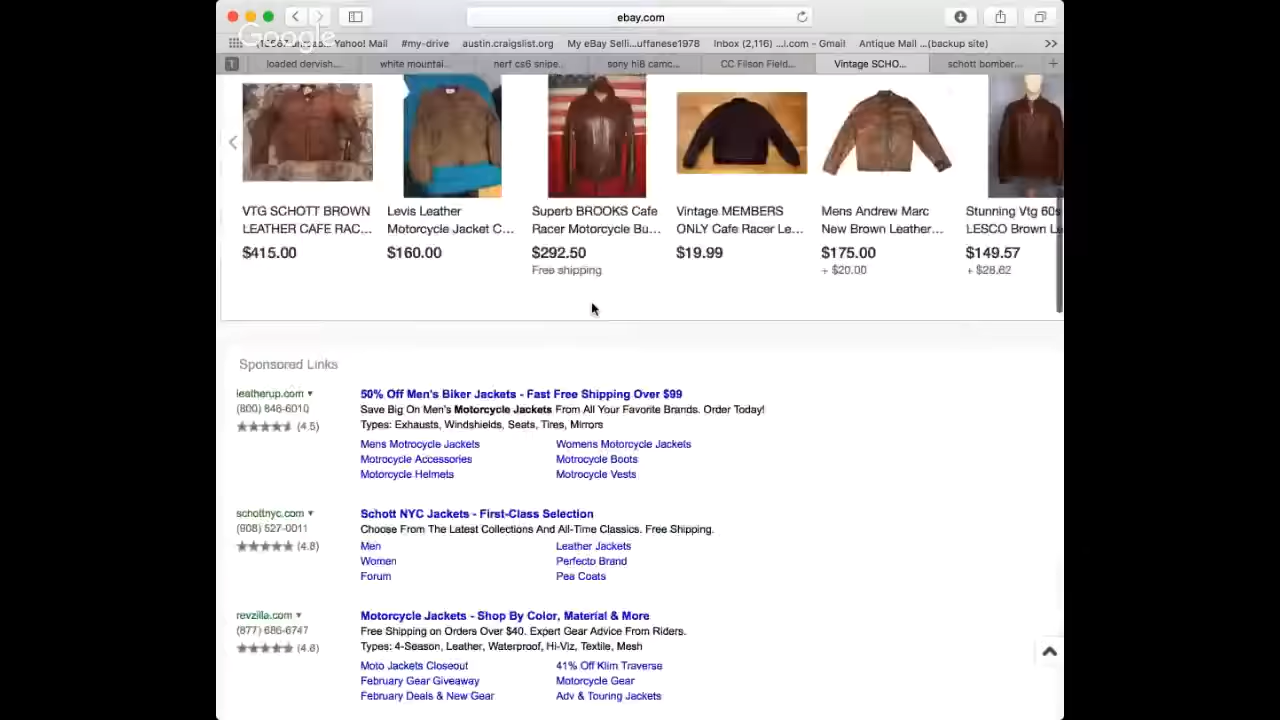 ebay.com
Google
Yahoo! Mail #my-drive austin.craigslist.org My eBay Selli...uffanese1978 Inbox (2,116) ...l.com - Gmail Antique Mall ...(backup site)
1 loaded dervish... white mountai... nerf cs6 snipe... sony hi8 camc... CC Filson Field... Vintage SCHO... schott bomber...
VTG SCHOTT BROWN
LEATHER CAFE RAC...
$415.00
Levis Leather
Motorcycle Jacket C...
$160.00
Superb BROOKS Cafe
Racer Motorcycle Bu...
$292.50
Free shipping
Vintage MEMBERS
ONLY Cafe Racer Le...
$19.99
Mens Andrew Marc
New Brown Leather...
$175.00
+ $20.00
Stunning Vtg 60s
LESCO Brown Le
$149.57
+ $28.62
Sponsored Links
leatherup.com
(800) 846-6010
(4.5)
50% Off Men's Biker Jackets - Fast Free Shipping Over $99
Save Big On Men's Motorcycle Jackets From All Your Favorite Brands. Order Today!
Types: Exhausts, Windshields, Seats, Tires, Mirrors
Mens Motrocycle Jackets Womens Motorcycle Jackets
Motrocycle Accessories Motrocycle Boots
Motorcycle Helmets Motrocycle Vests
schottnyc.com
(908) 527-0011
(4.8)
Schott NYC Jackets - First-Class Selection
Choose From The Latest Collections And All-Time Classics. Free Shipping.
Men Leather Jackets
Women Perfecto Brand
Forum Pea Coats
revzilla.com
(877) 686-6747
(4.8)
Motorcycle Jackets - Shop By Color, Material & More
Free Shipping on Orders Over $40. Expert Gear Advice From Riders.
Types: 4-Season, Leather, Waterproof, Hi-Viz, Textile, Mesh
Moto Jackets Closeout 41% Off Klim Traverse
February Gear Giveaway Motorcycle Gear
February Deals & New Gear Adv & Touring Jackets